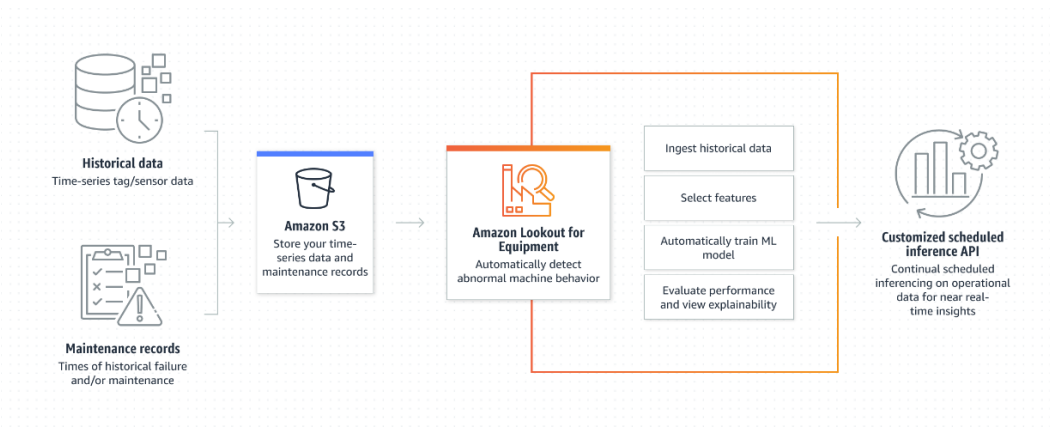 Historical data
Time-series tag/sensor data
Maintenance records
Times of historical failure
and/or maintenance
Amazon S3
Store your time-
series data and
maintenance records
Amazon Lookout for
Equipment
Automatically detect
abnormal machine behavior
Ingest historical data
Select features
Automatically train ML
model
Evaluate performance
and view explainability
Customized scheduled
inference API
Continual scheduled
inferencing on operational
data for near real-
time insights